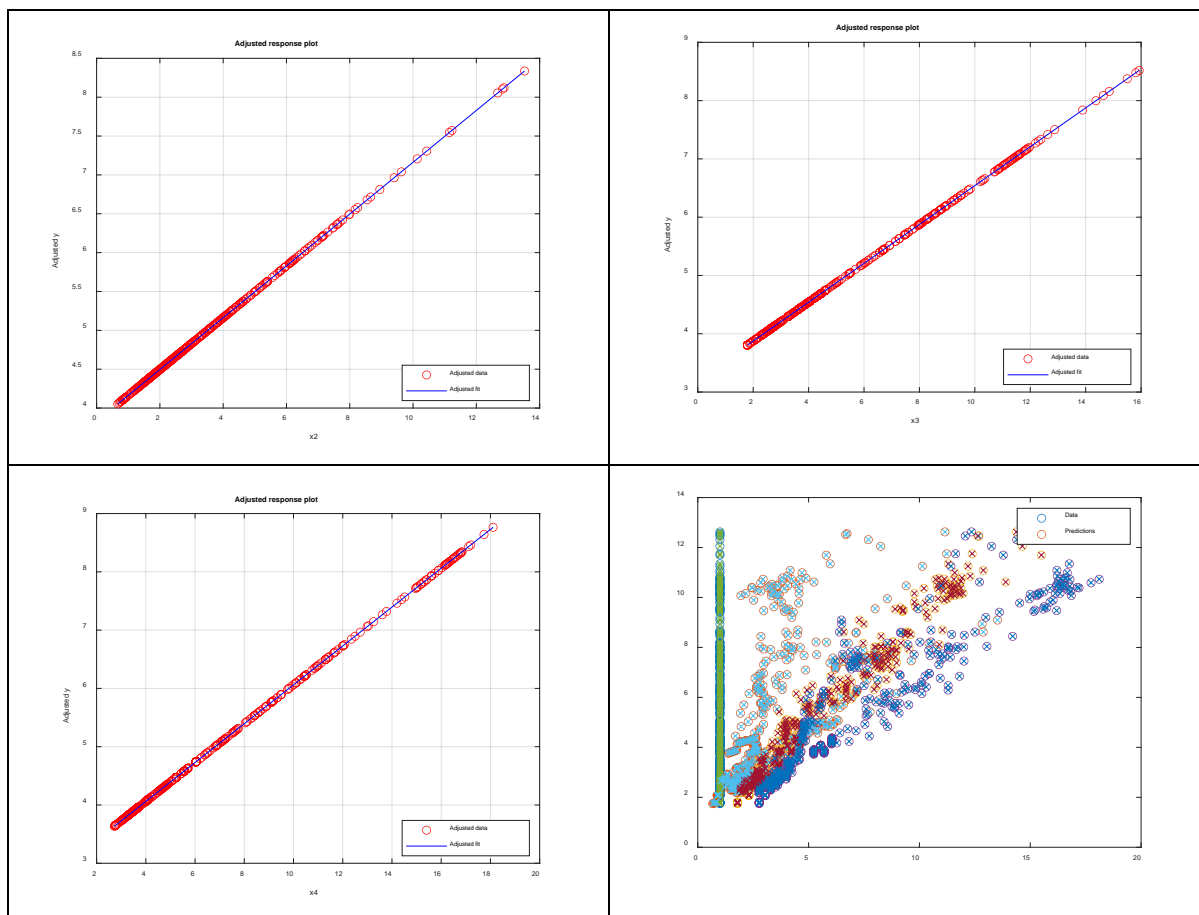 Adjusted response plot
8.5
8
7.5
7
6.5
6
5.5
5
4.5
4
Adjusted y
0 2 4 6 8 10 12 14
x2
Adjusted data
Adjusted fit
Adjusted response plot
9
8
7
6
5
4
3
Adjusted y
0 2 4 6 8 10 12 14 16
x3
Adjusted data
Adjusted fit
Adjusted response plot
9
8
7
6
5
4
3
Adjusted y
2 4 6 8 10 12 14 16 18 20
x4
Adjusted data
Adjusted fit
14
12
10
8
6
4
2
0
0 5 10 15 20
Data
Predictions